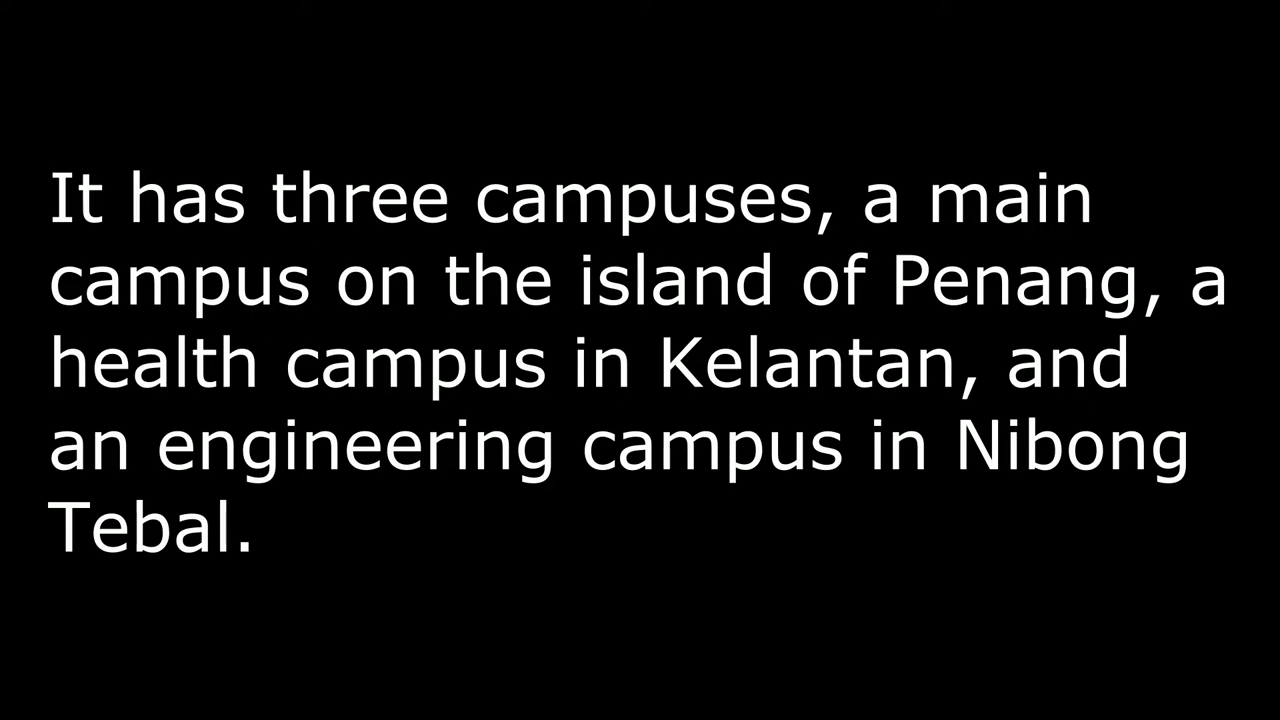 It has three campuses, a main
campus on the island of Penang, a
health campus in Kelantan, and
an engineering campus in Nibong
Tebal.